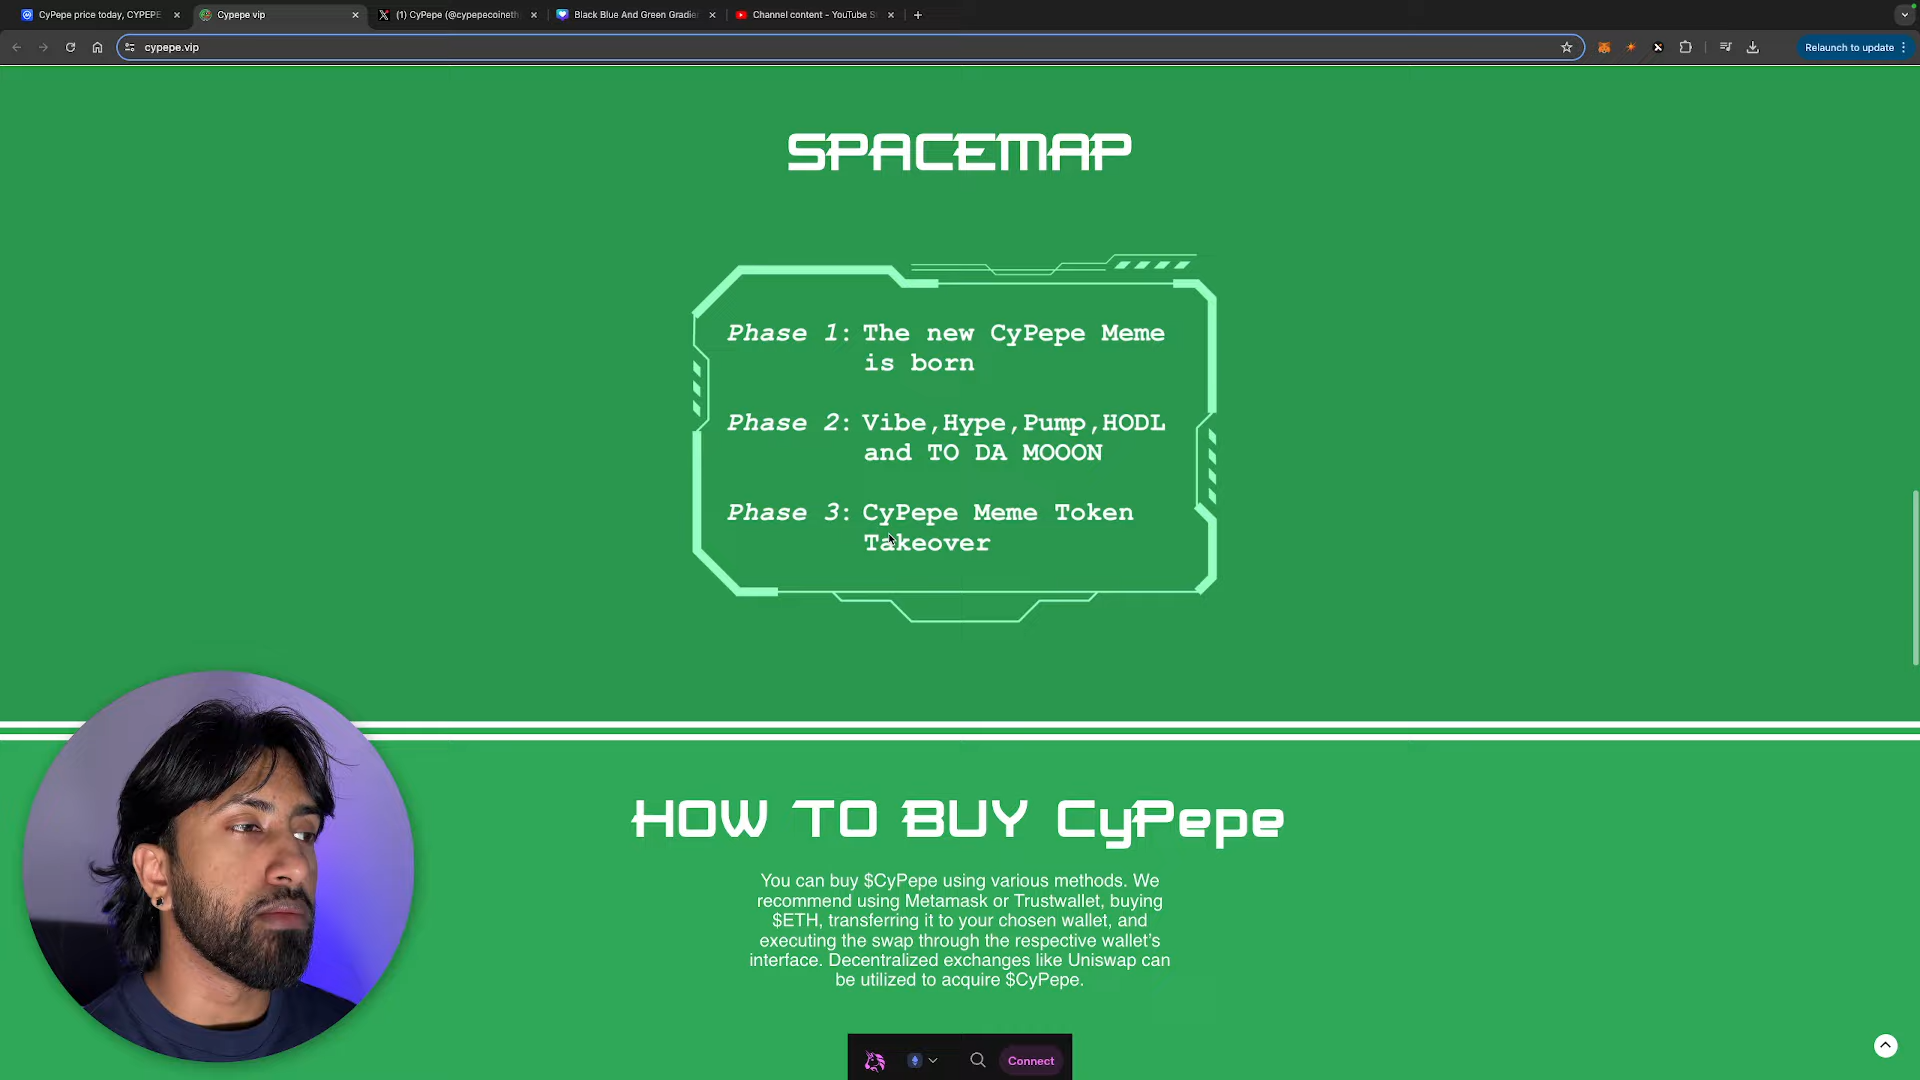 CyPepe price today, CYPEPE
Cypepe vip
(1) CyPepe (@cypepecoineth
Black Blue And Green Gradie
Channel content - YouTube S
cypepe.vip
Relaunch to update
SPACEMAP
Phase 1: The new CyPepe Meme
is born
Phase 2: Vibe,Hype,Pump,HODL
and TO DA MOOON
Phase 3: CyPepe Meme Token
Takeover
HOW TO BUY CyPepe
You can buy $CyPepe using various methods. We
recommend using Metamask or Trustwallet, buying
$ETH, transferring it to your chosen wallet, and
executing the swap through the respective wallet’s
interface. Decentralized exchanges like Uniswap can
be utilized to acquire $CyPepe.
Connect